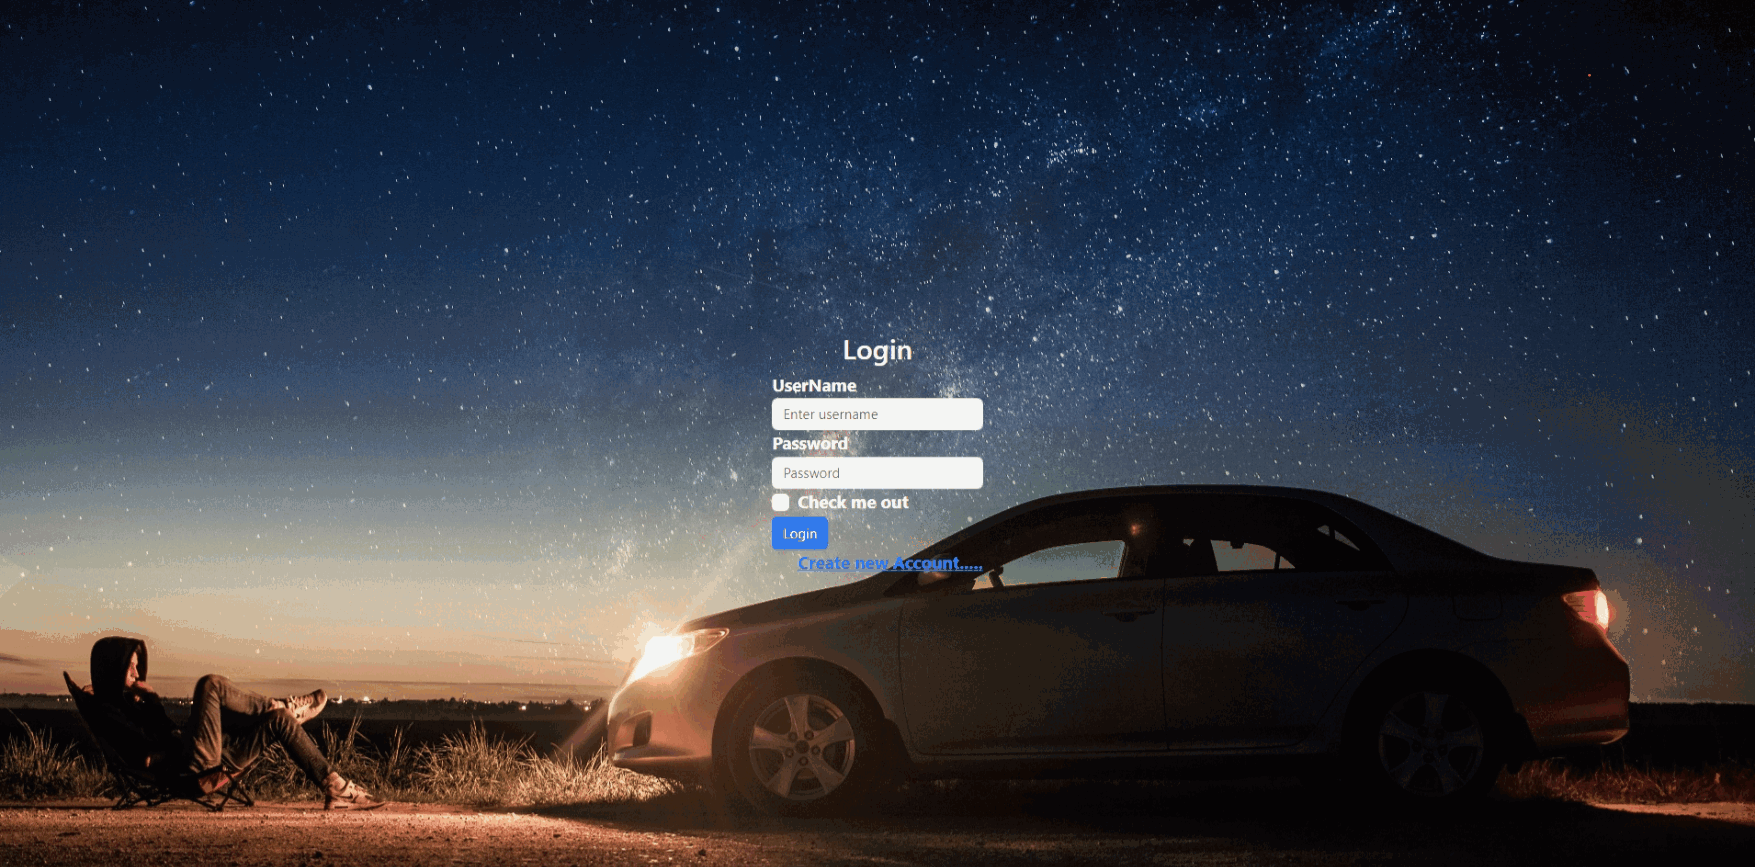 Login
UserName
Enter username
Password
Password
Check me out
Login
Create new Account.....